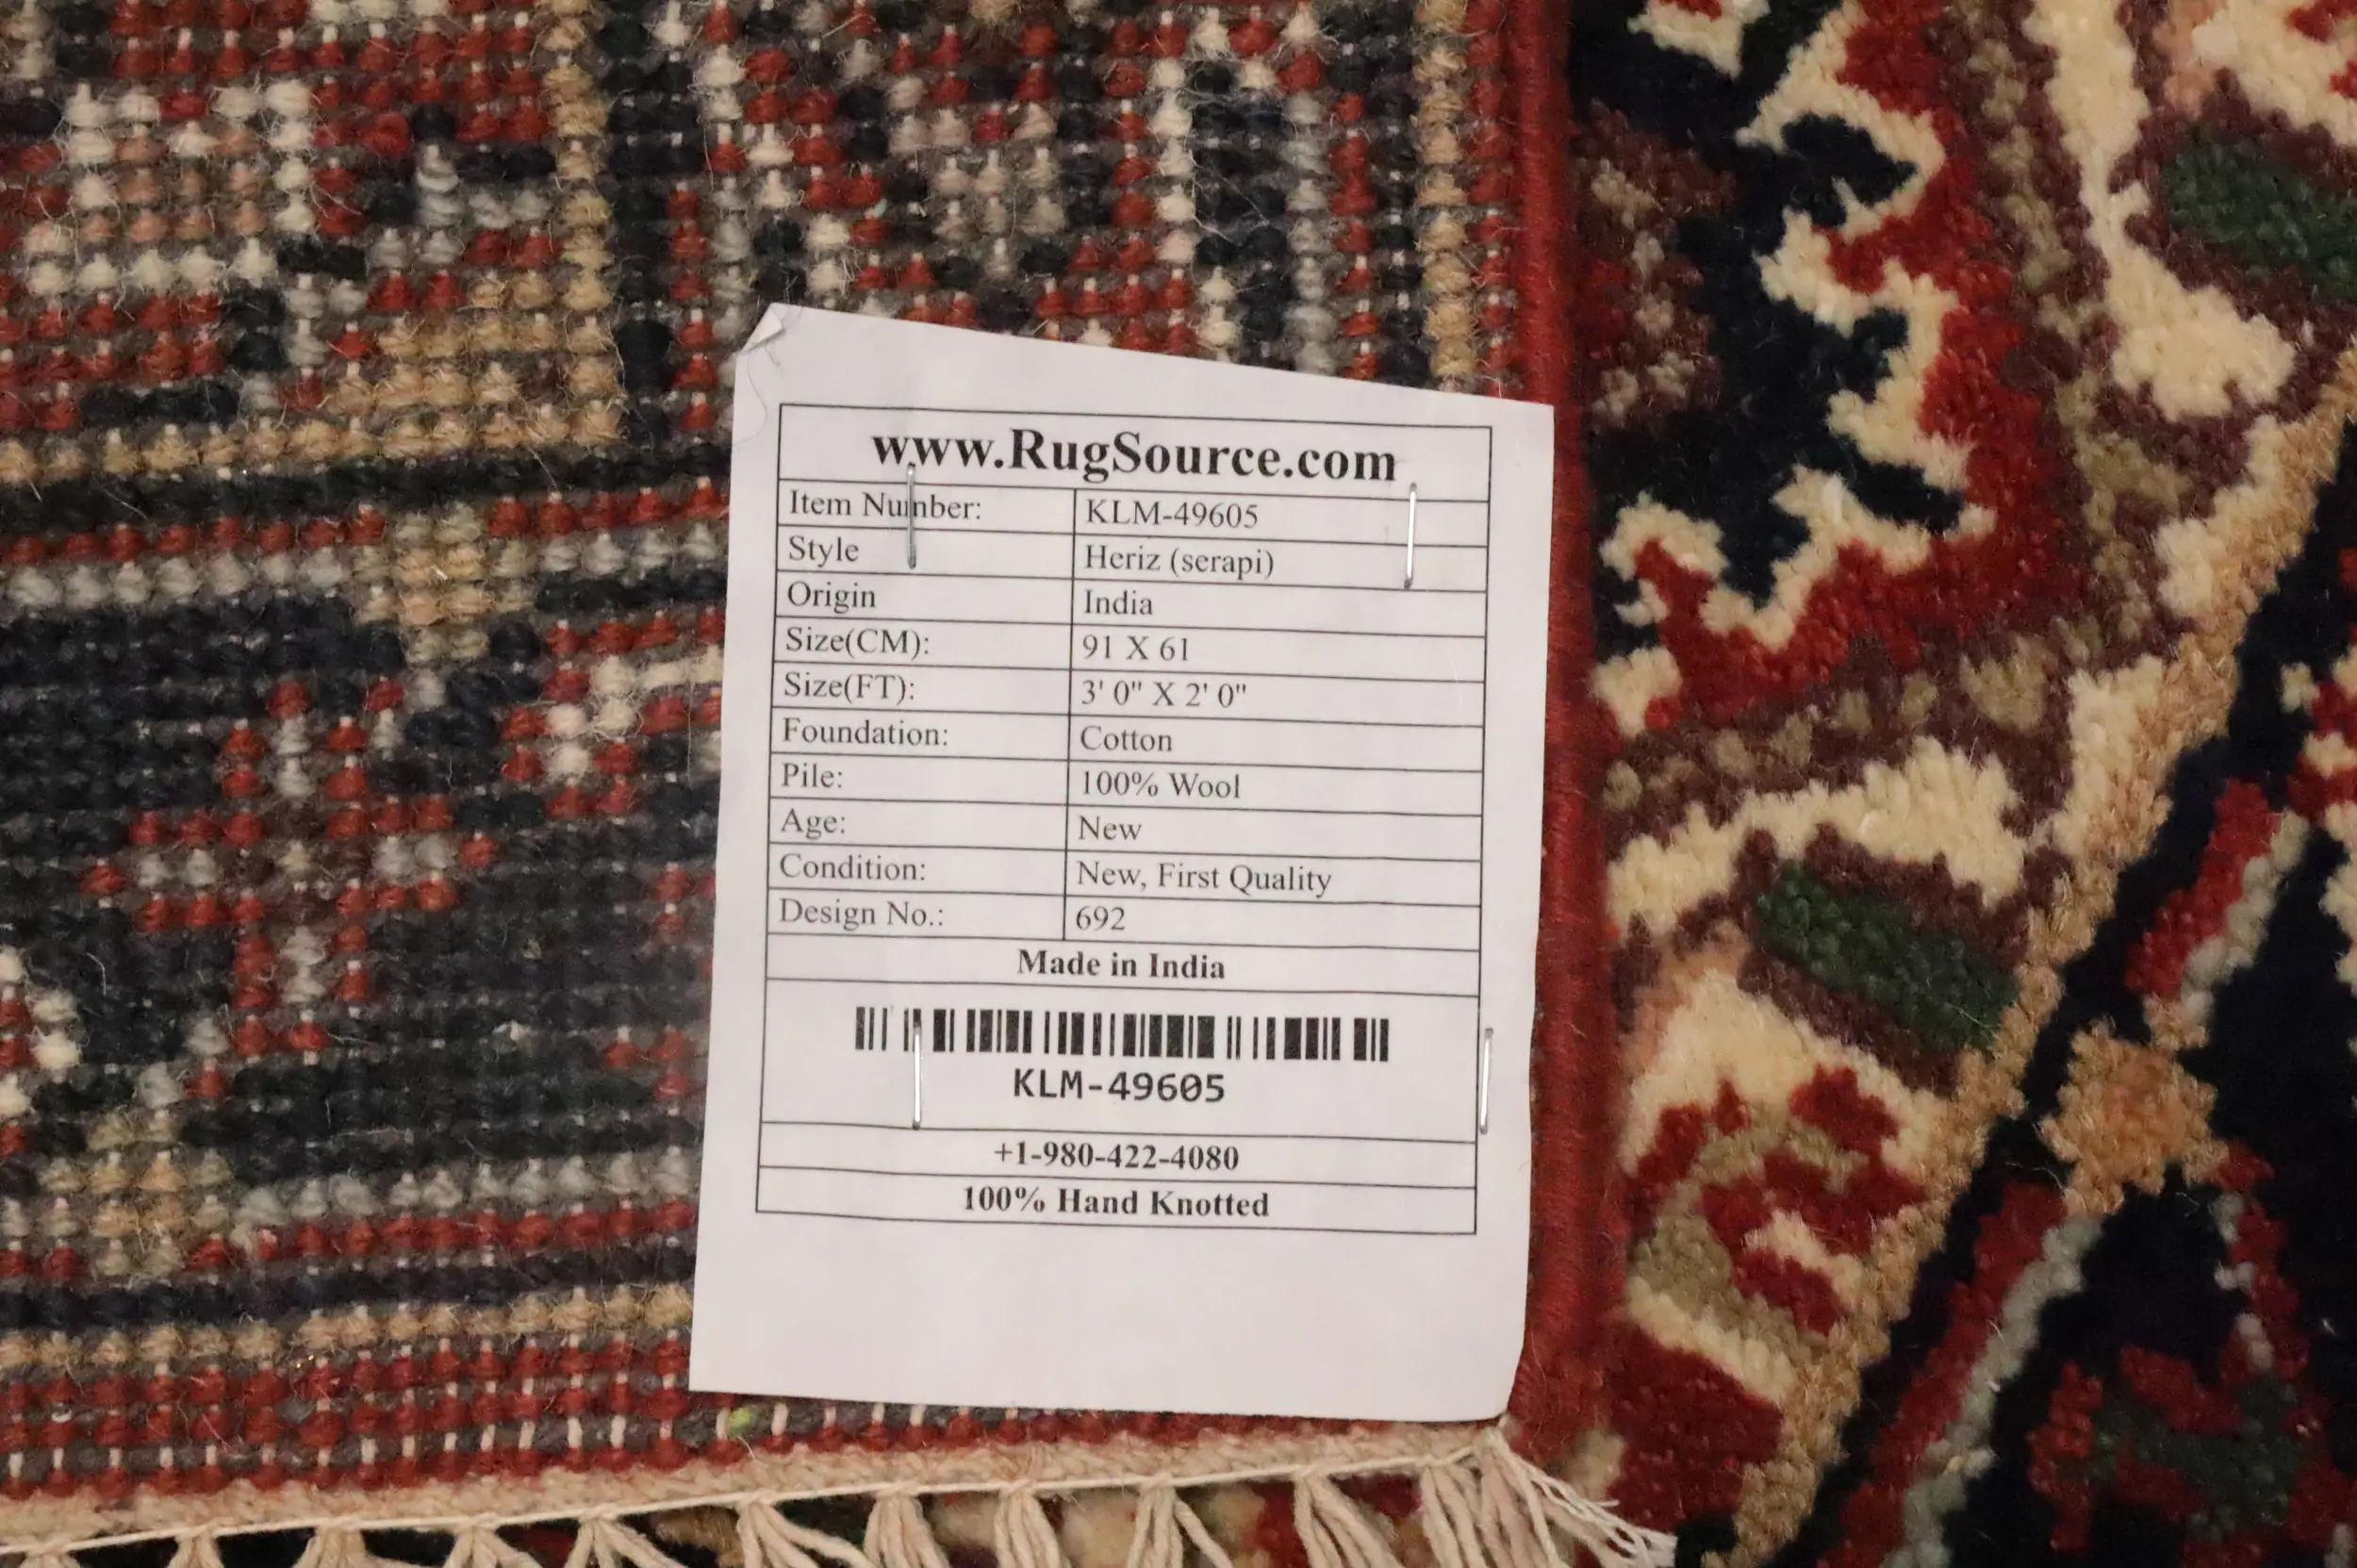 www.RugSource.com
Item Number: KLM-49605
Style Heriz (serapi)
Origin India
Size(CM): 91 X 61
Size(FT): 3' 0" X 2' 0"
Foundation: Cotton
Pile: 100% Wool
Age: New
Condition: New, First Quality
Design No.: 692
Made in India
KLM-49605
+1-980-422-4080
100% Hand Knotted